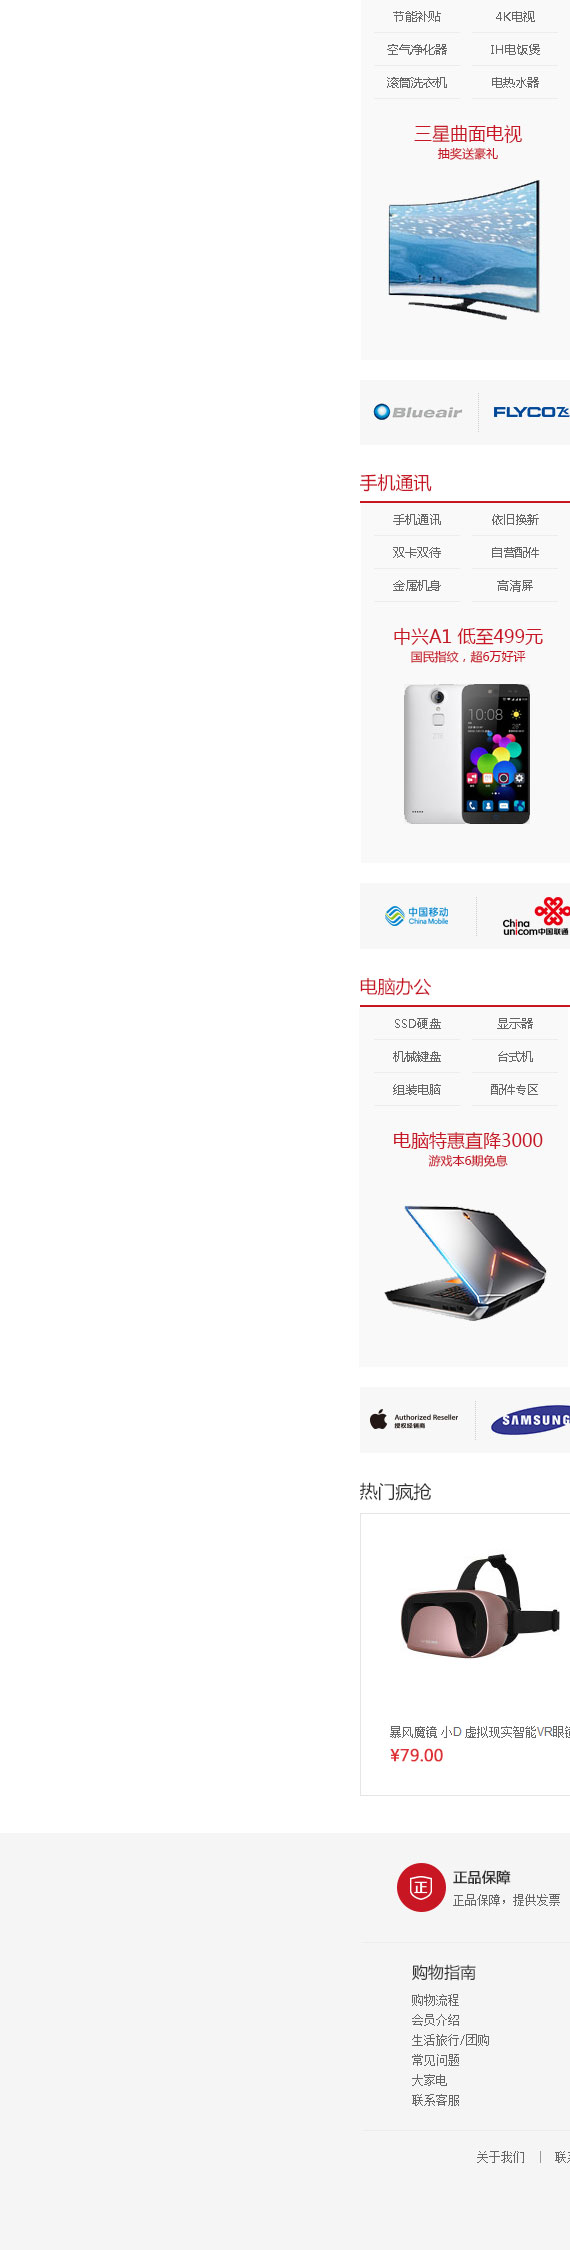 节能补贴 4K电视
空气净化器 IH电饭煲
滚筒洗衣机 电热水器
三星曲面电视
抽奖送豪礼
Blueair FLYCO飞
手机通讯
手机通讯 依旧换新
双卡双待 自营配件
金属机身 高清屏
中兴A1 低至499元
国民指纹，超6万好评
10:08
28°
ZTE
中国移动 China
China Mobile unicom中国联通
电脑办公
SSD硬盘 显示器
机械键盘 台式机
组装电脑 配件专区
电脑特惠直降3000
游戏本6期免息
Authorized Reseller SAMSUNG
授权经销商
热门疯抢
暴风魔镜 小D 虚拟现实智能VR眼镜
¥79.00
正 正品保障
正品保障，提供发票
购物指南
购物流程
会员介绍
生活旅行/团购
常见问题
大家电
联系客服
关于我们 | 联系